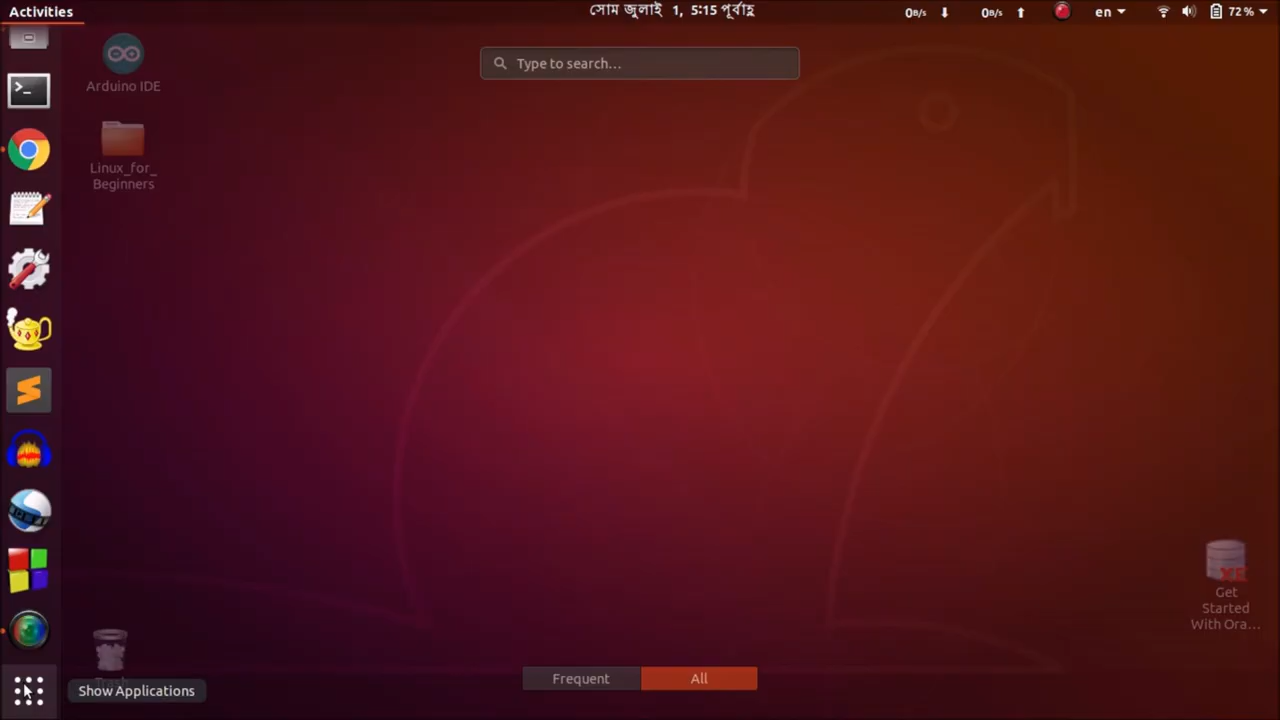 Activities
সোম জুলাই 1, 5:15 পূর্বাহ্ণ
0B/s
0B/s
en
72 %
Type to search…
Arduino IDE
Linux_for_
Beginners
Get
Started
With Ora…
Show Applications
Frequent
All